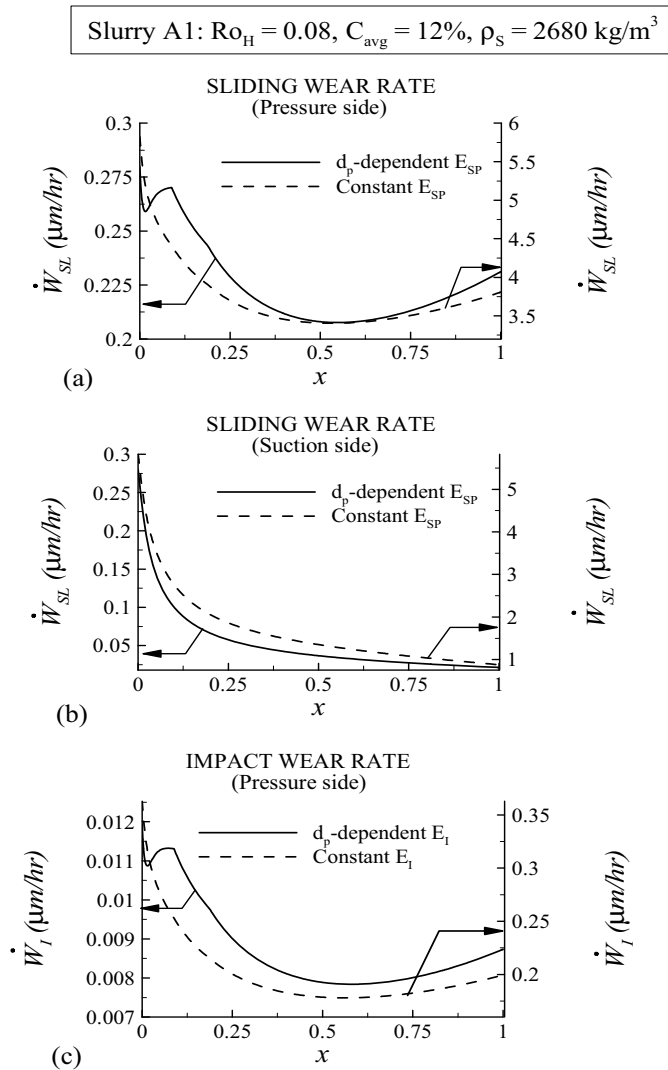 Slurry A1: Ro_H = 0.08, C_avg = 12%, ρ_S = 2680 kg/m³
SLIDING WEAR RATE
(Pressure side)
0.3
0.275
0.25
0.225
0.2
Ẇ_SL (μm/hr)
d_p-dependent E_SP
Constant E_SP
6
5.5
5
4.5
4
3.5
Ẇ_SL (μm/hr)
0
0.25
0.5
0.75
1
x
(a)
SLIDING WEAR RATE
(Suction side)
0.3
0.25
0.2
0.15
0.1
0.05
Ẇ_SL (μm/hr)
d_p-dependent E_SP
Constant E_SP
5
4
3
2
1
Ẇ_SL (μm/hr)
0
0.25
0.5
0.75
1
x
(b)
IMPACT WEAR RATE
(Pressure side)
0.012
0.011
0.01
0.009
0.008
0.007
Ẇ_I (μm/hr)
d_p-dependent E_I
Constant E_I
0.35
0.3
0.25
0.2
Ẇ_I (μm/hr)
0
0.25
0.5
0.75
1
x
(c)